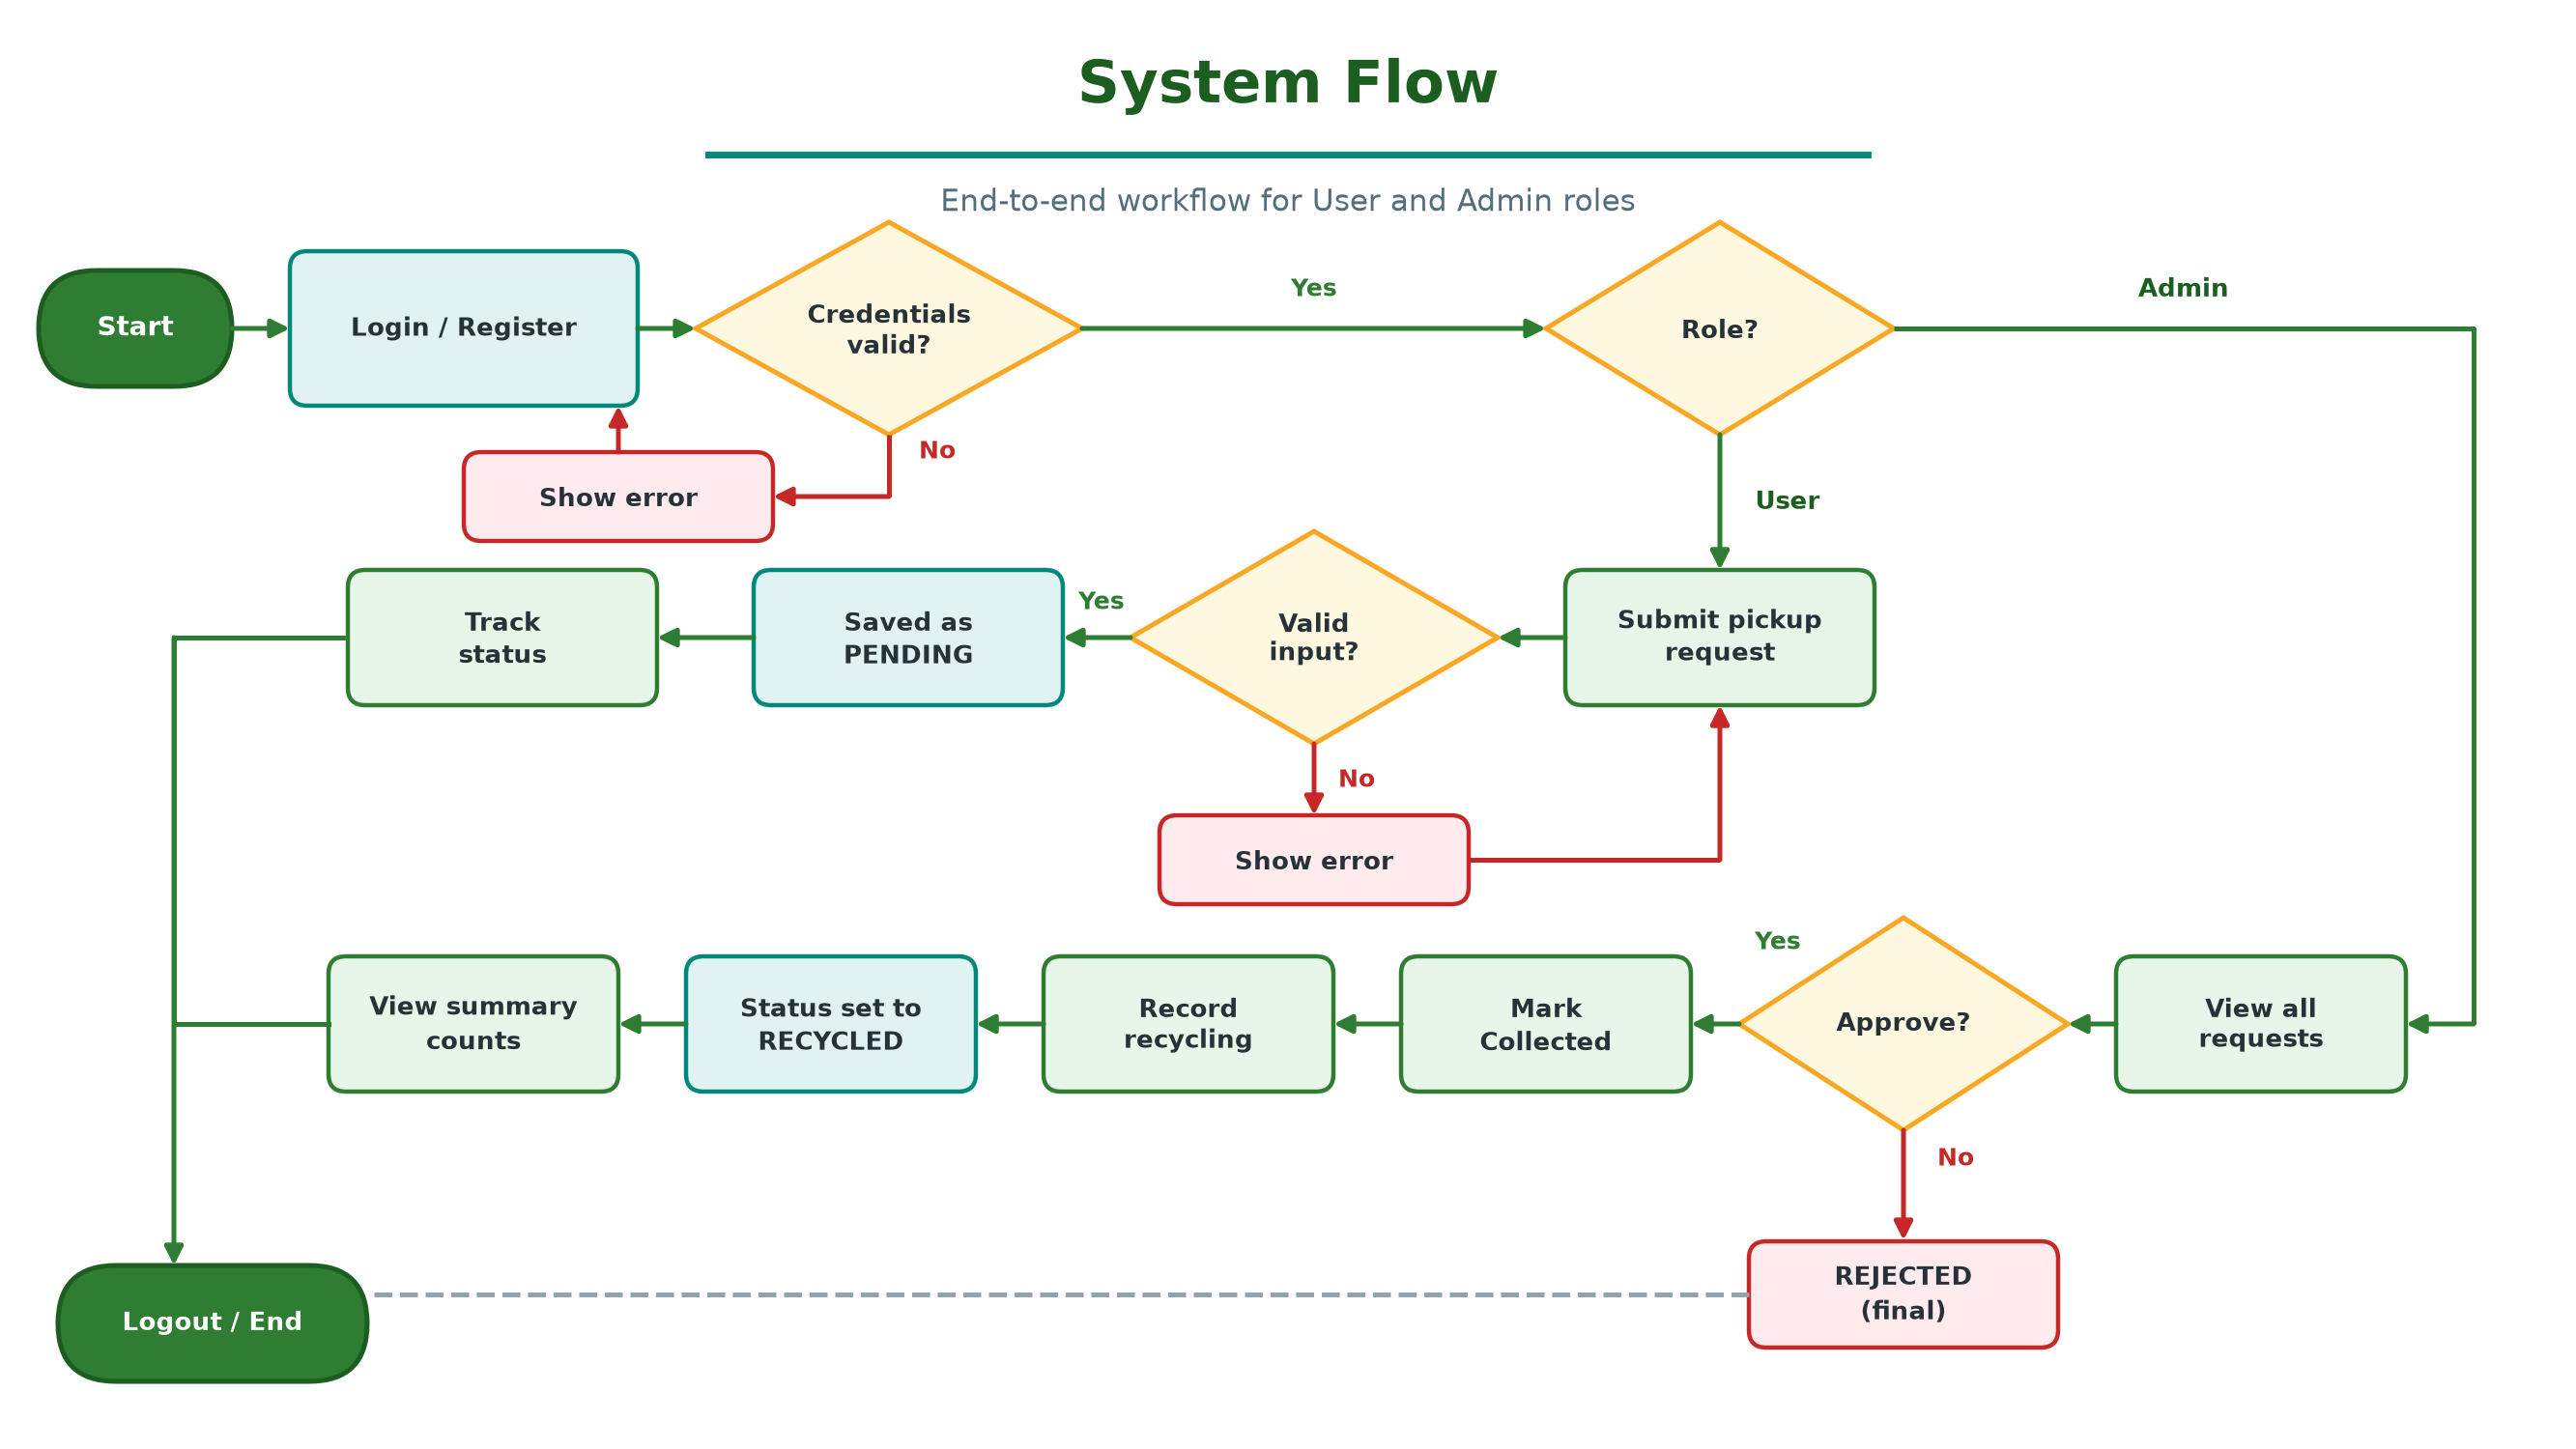 System Flow
End-to-end workflow for User and Admin roles
Start
Login / Register
Credentials
valid?
Yes
Role?
Admin
No
Show error
User
Track
status
Saved as
PENDING
Yes
Valid
input?
Submit pickup
request
No
Show error
View summary
counts
Status set to
RECYCLED
Record
recycling
Mark
Collected
Yes
Approve?
View all
requests
No
REJECTED
(final)
Logout / End